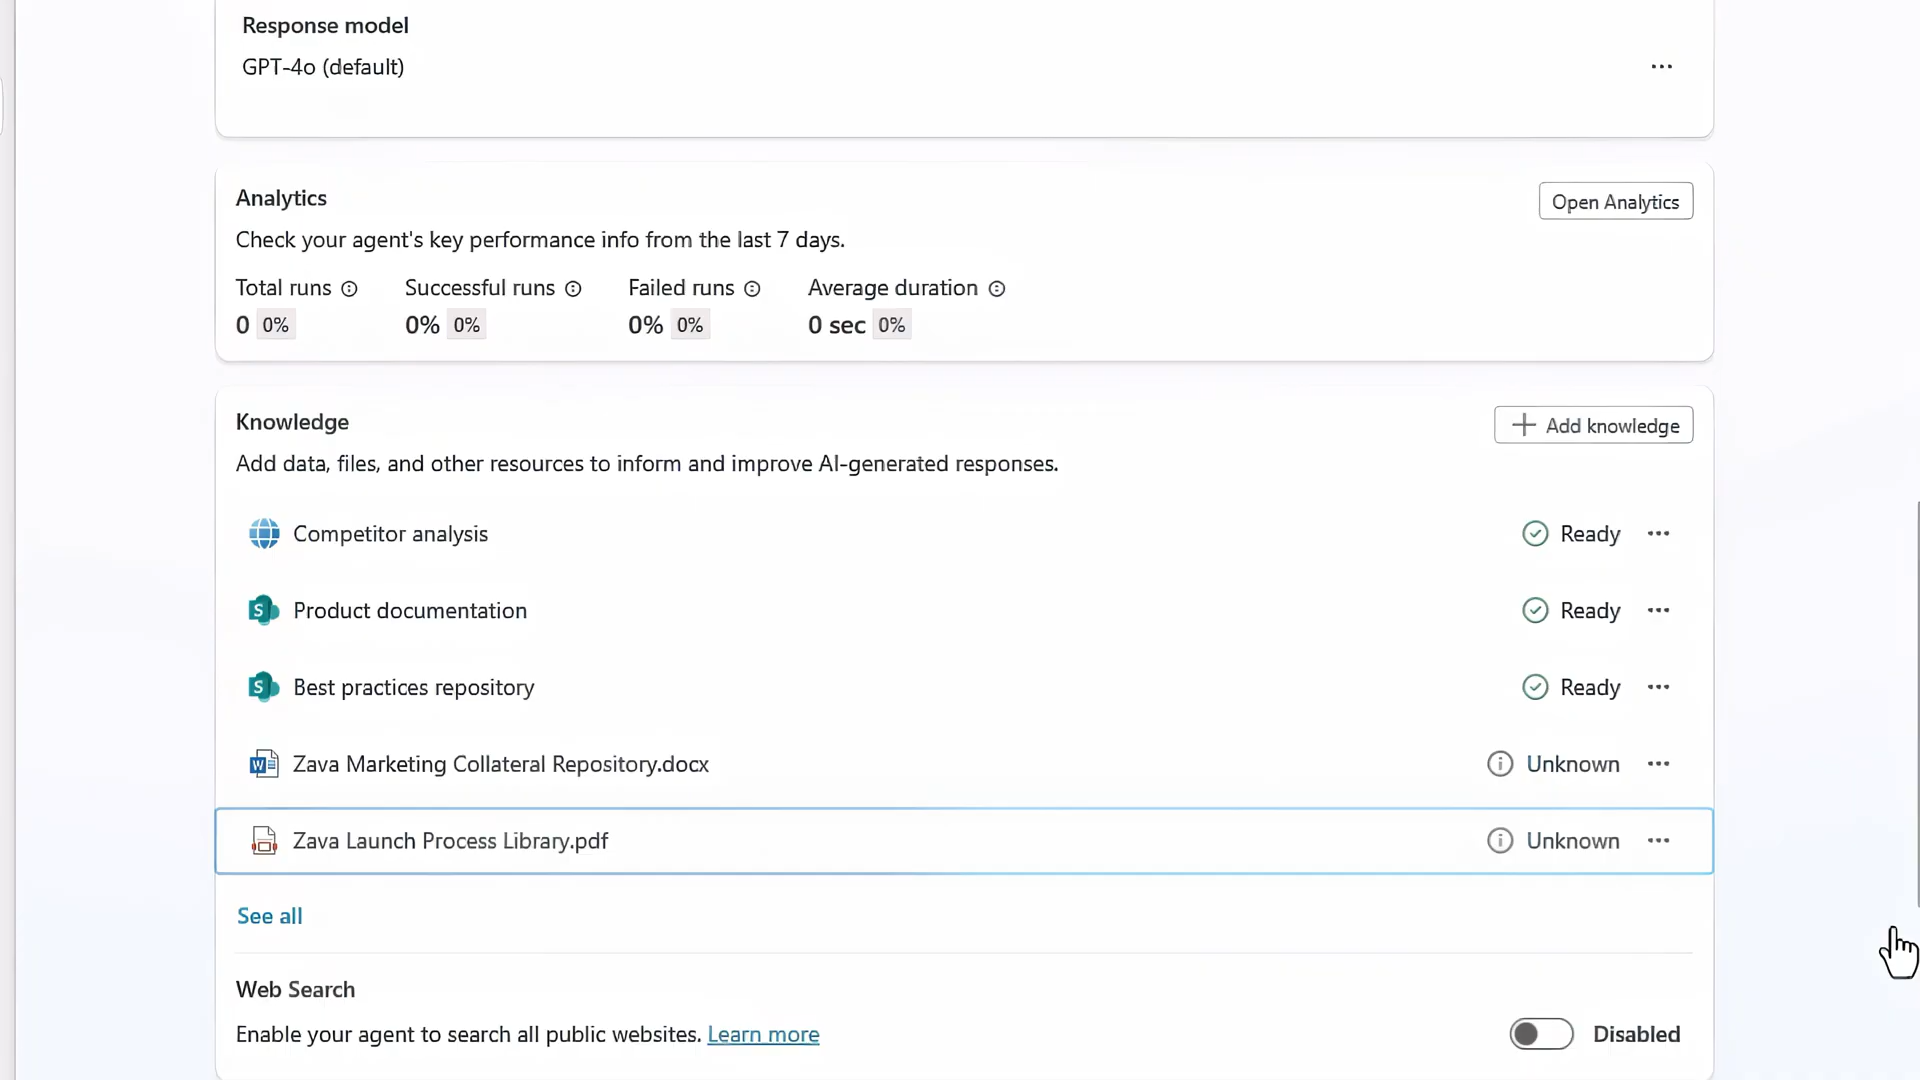 Response model
GPT-4o (default)
Analytics
Open Analytics
Check your agent's key performance info from the last 7 days.
Total runs Successful runs Failed runs Average duration
0 0% 0% 0% 0% 0% 0 sec 0%
Knowledge
Add knowledge
Add data, files, and other resources to inform and improve AI-generated responses.
Competitor analysis Ready
S Product documentation Ready
S Best practices repository Ready
W Zava Marketing Collateral Repository.docx Unknown
Zava Launch Process Library.pdf Unknown
See all
Web Search
Enable your agent to search all public websites. Learn more Disabled